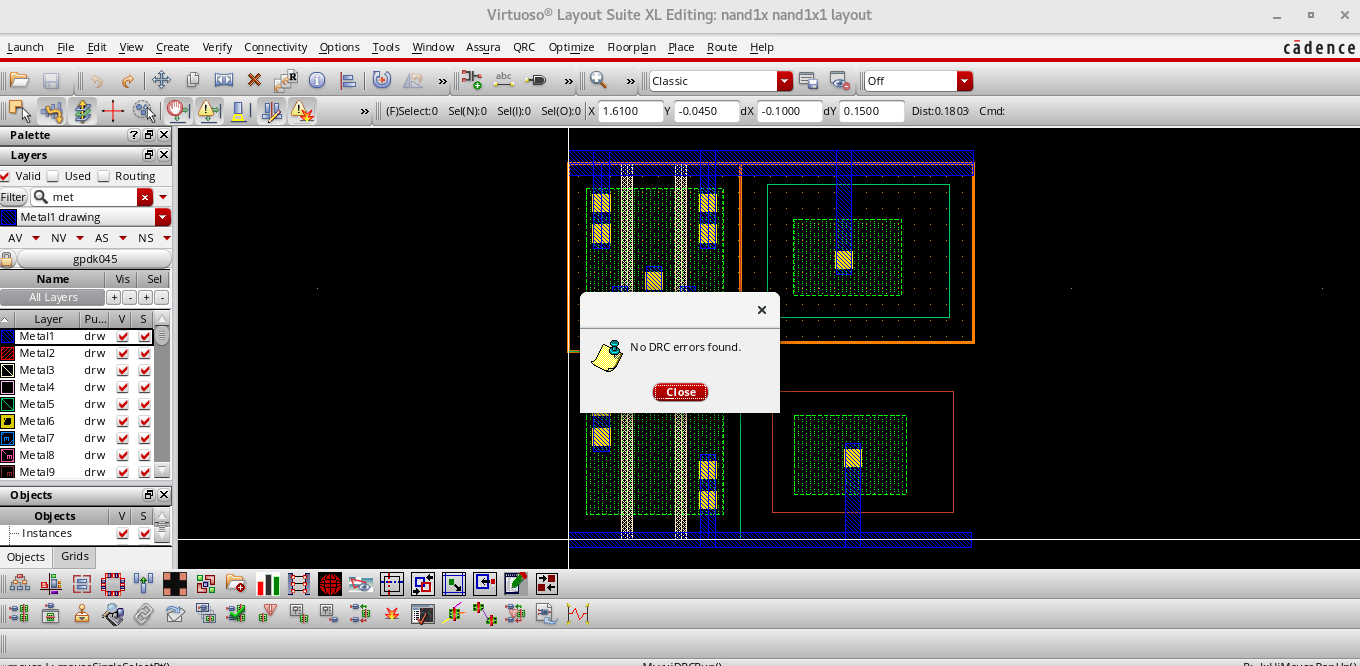 Virtuoso® Layout Suite XL Editing: nand1x nand1x1 layout
Launch File Edit View Create Verify Connectivity Options Tools Window Assura QRC Optimize Floorplan Place Route Help
cādence
abc » » » Classic Off
» (F)Select:0 Sel(N):0 Sel(I):0 Sel(O):0 X 1.6100 Y -0.0450 dX -0.1000 dY 0.1500 Dist:0.1803 Cmd:
Palette
Layers
Valid Used Routing
Filter met
Metal1 drawing
AV NV AS NS
gpdk045
Name Vis Sel
All Layers + - + -
Layer Pu... V S
Metal1 drw
Metal2 drw
Metal3 drw
Metal4 drw
Metal5 drw
Metal6 drw
Metal7 drw
Metal8 drw
Metal9 drw
Objects
Objects V S
Instances
Objects Grids
No DRC errors found.
Close